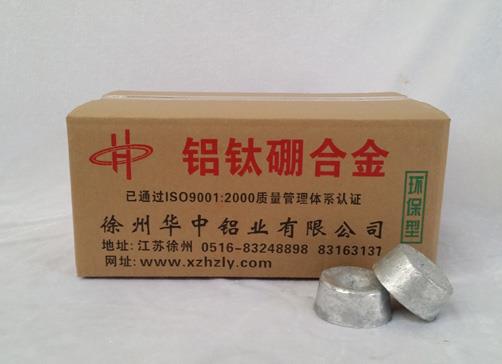 铝钛硼合金
已通过ISO9001:2000质量管理体系认证
徐州华中铝业有限公司
地址: 江苏徐州 0516-83248898 83163137
网址: www.xzhzly.com
环保型